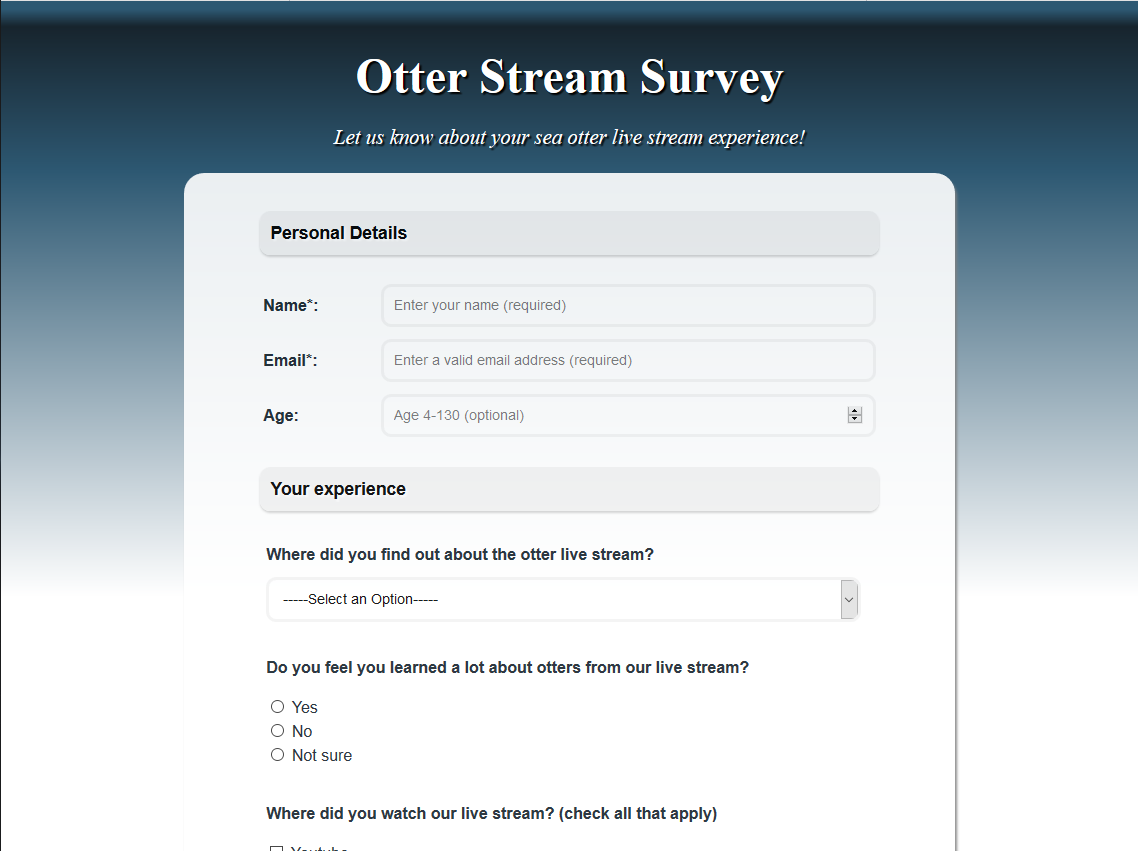 Otter Stream Survey
Let us know about your sea otter live stream experience!
Personal Details
Name*: Enter your name (required)
Email*: Enter a valid email address (required)
Age: Age 4-130 (optional)
Your experience
Where did you find out about the otter live stream?
-----Select an Option-----
Do you feel you learned a lot about otters from our live stream?
Yes
No
Not sure
Where did you watch our live stream? (check all that apply)
Youtube